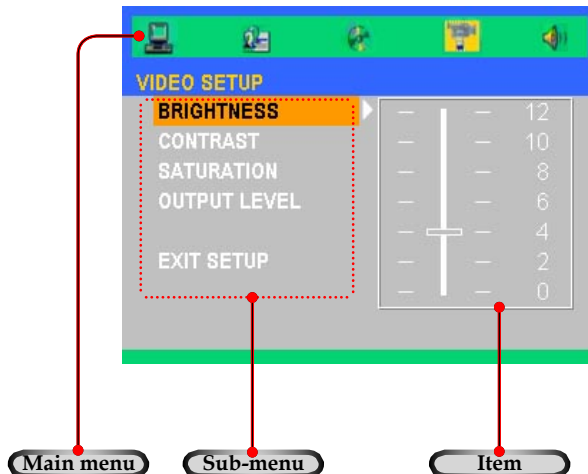 VIDEO SETUP
BRIGHTNESS
CONTRAST
SATURATION
OUTPUT LEVEL
EXIT SETUP
12
10
8
6
4
2
0
Main menu
Sub-menu
Item